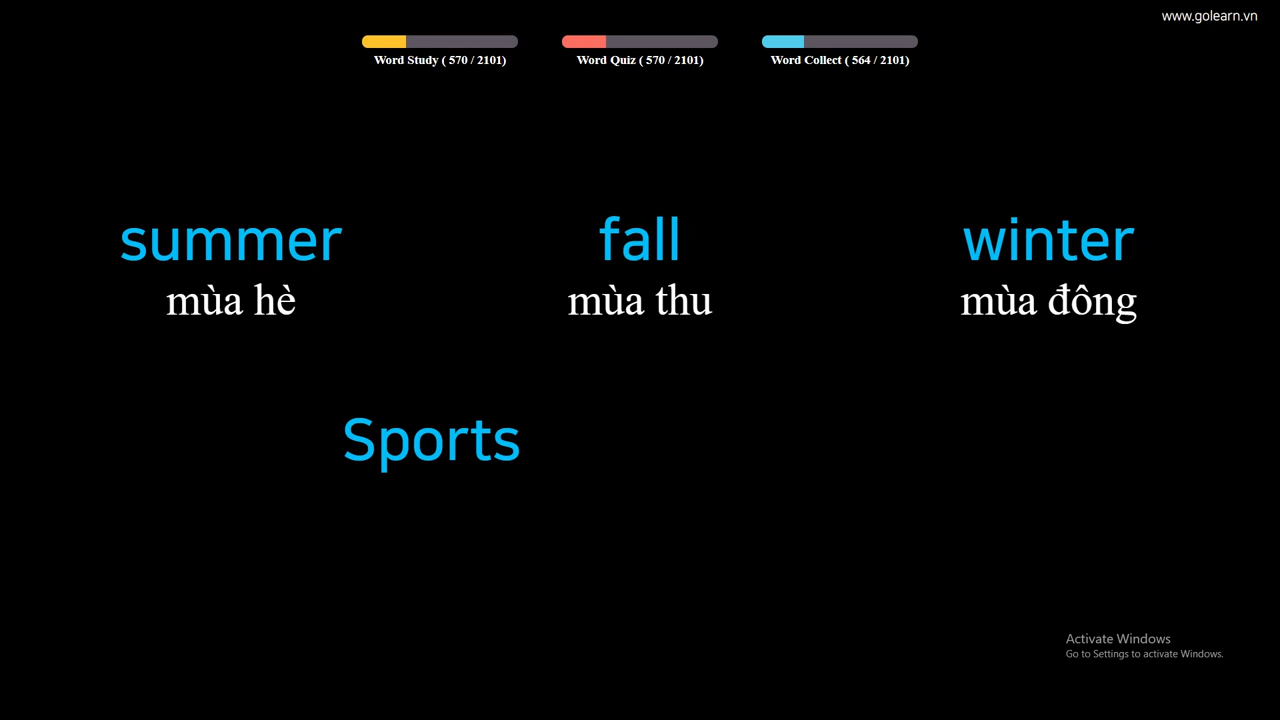 www.golearn.vn
Word Study ( 570 / 2101)
Word Quiz ( 570 / 2101)
Word Collect ( 564 / 2101)
summer
fall
winter
mùa hè
mùa thu
mùa đông
Sports
Activate Windows
Go to Settings to activate Windows.